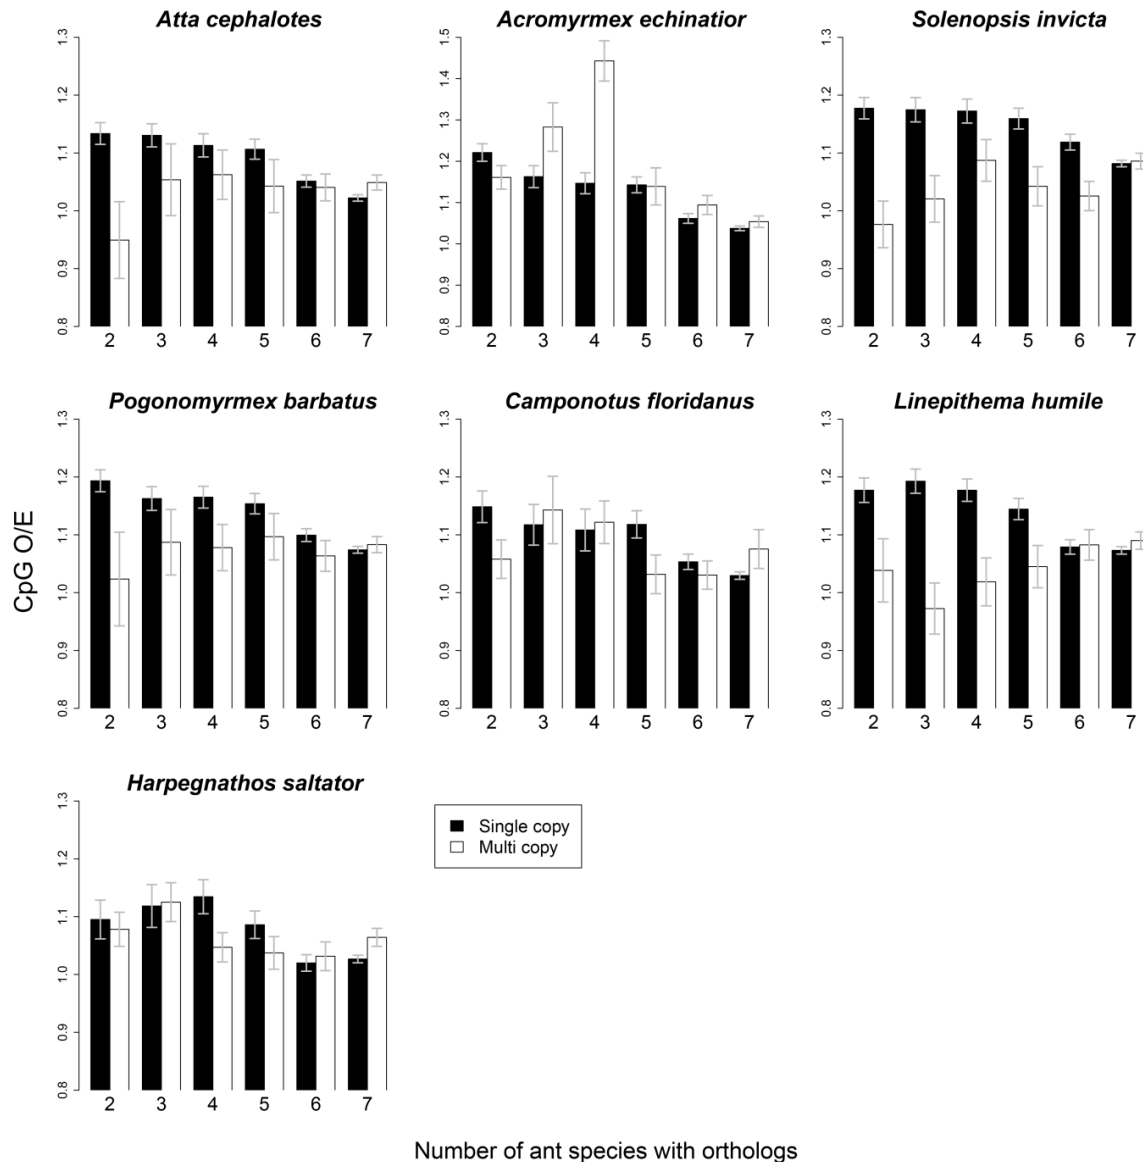 Atta cephalotes
Acromyrmex echinatior
Solenopsis invicta
1.3
1.2
1.1
1.0
0.9
0.8
2 3 4 5 6 7
1.5
1.4
1.3
1.2
1.1
1.0
0.9
0.8
2 3 4 5 6 7
1.3
1.2
1.1
1.0
0.9
0.8
2 3 4 5 6 7
Pogonomyrmex barbatus
Camponotus floridanus
Linepithema humile
CpG O/E
1.3
1.2
1.1
1.0
0.9
0.8
2 3 4 5 6 7
1.3
1.2
1.1
1.0
0.9
0.8
2 3 4 5 6 7
1.3
1.2
1.1
1.0
0.9
0.8
2 3 4 5 6 7
Harpegnathos saltator
1.3
1.2
1.1
1.0
0.9
0.8
2 3 4 5 6 7
Single copy
Multi copy
Number of ant species with orthologs